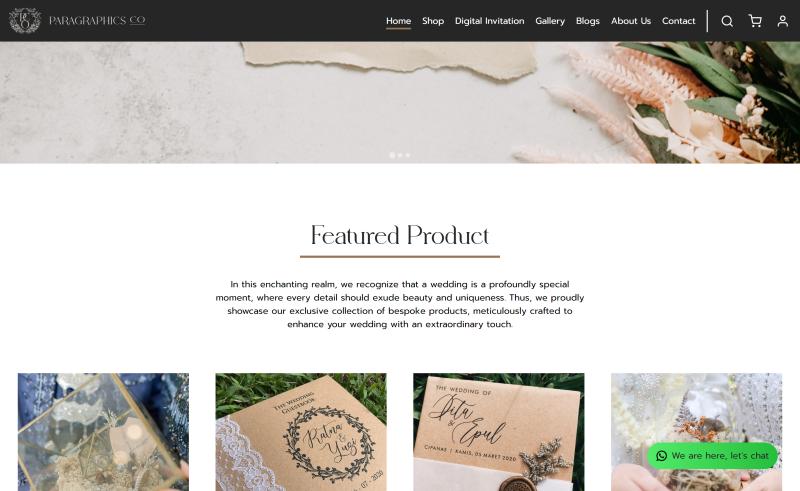 PARAGRAPHICS CO
Home
Shop
Digital Invitation
Gallery
Blogs
About Us
Contact
Featured Product
In this enchanting realm, we recognize that a wedding is a profoundly special
moment, where every detail should exude beauty and uniqueness. Thus, we proudly
showcase our exclusive collection of bespoke products, meticulously crafted to
enhance your wedding with an extraordinary touch.
The Wedding
Guestbook
Ratna
&
Yugi
07 - 2020
THE WEDDING OF
Dita
&
Epul
CIPANAS | KAMIS, 05 MARET 2020
We are here, let's chat